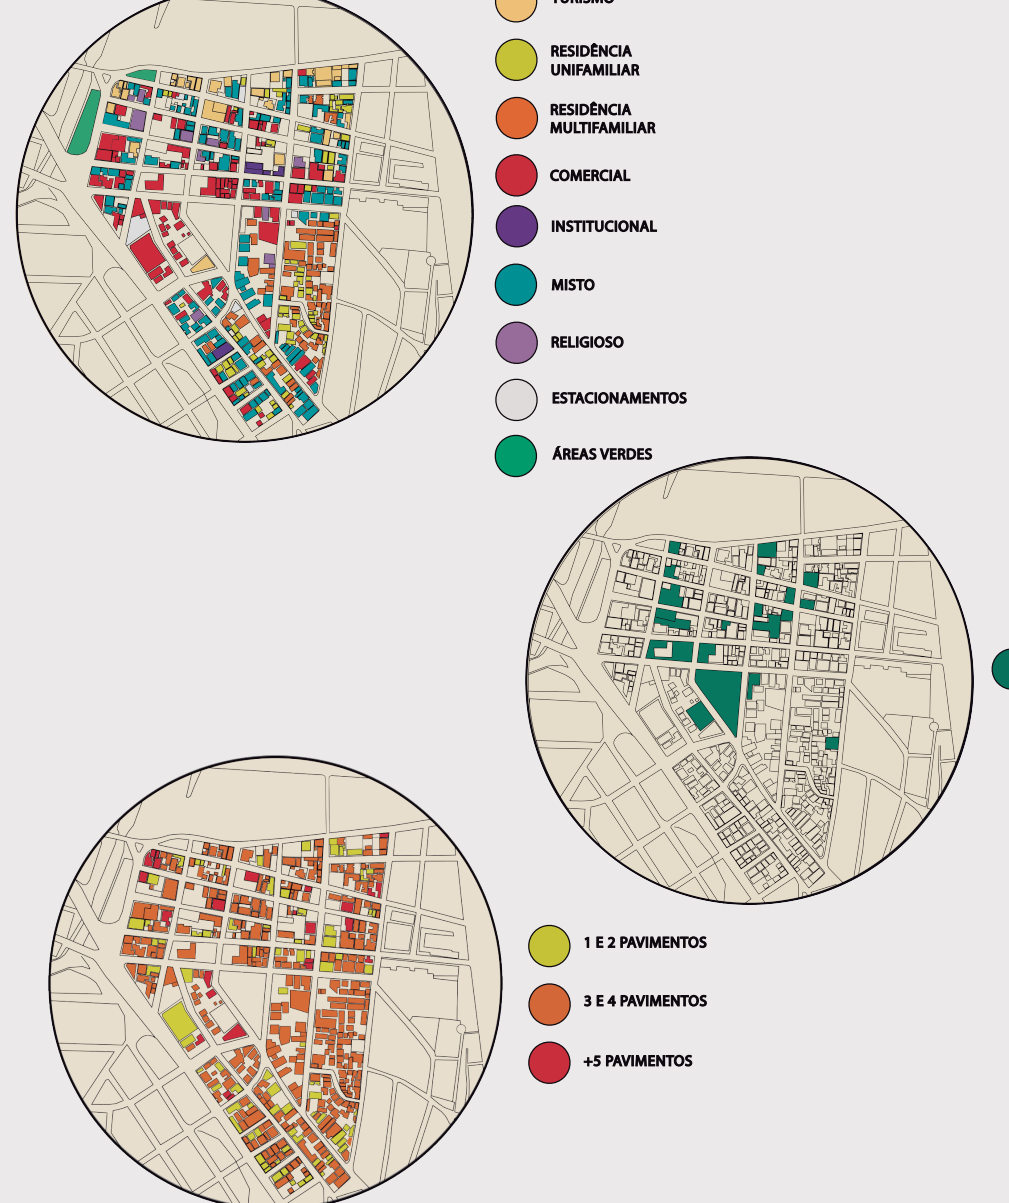 TURISMO
RESIDÊNCIA
UNIFAMILIAR
RESIDÊNCIA
MULTIFAMILIAR
COMERCIAL
INSTITUCIONAL
MISTO
RELIGIOSO
ESTACIONAMENTOS
ÁREAS VERDES
1 E 2 PAVIMENTOS
3 E 4 PAVIMENTOS
+5 PAVIMENTOS